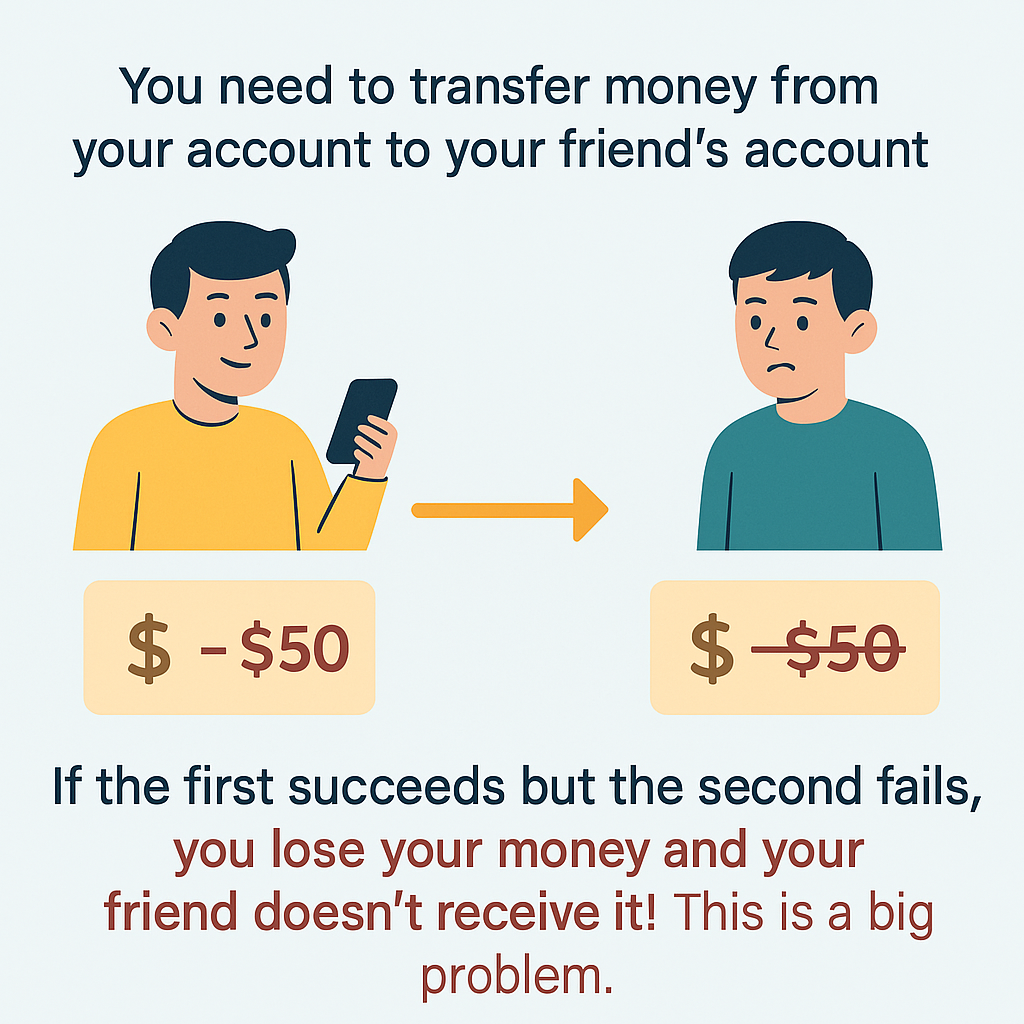 You need to transfer money from
your account to your friend's account
$ -$50
$ -$50
If the first succeeds but the second fails,
you lose your money and your
friend doesn't receive it! This is a big
problem.